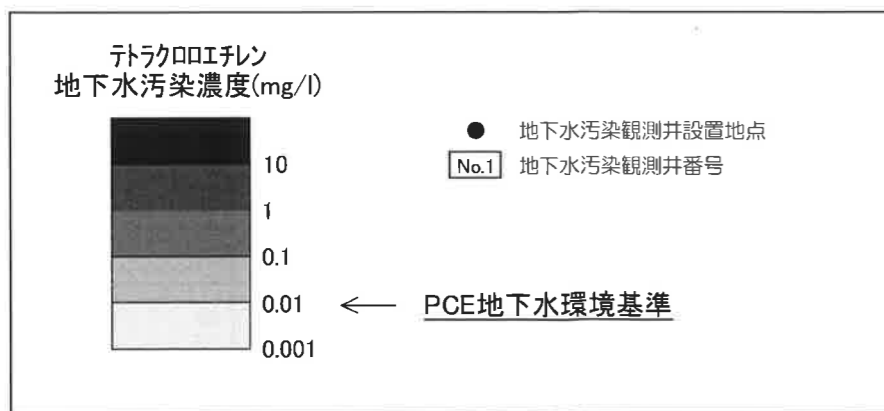 テトラクロロエチレン
地下水汚染濃度(mg/l)
10
1
0.1
0.01
0.001
← PCE地下水環境基準
● 地下水汚染観測井設置地点
No.1 地下水汚染観測井番号